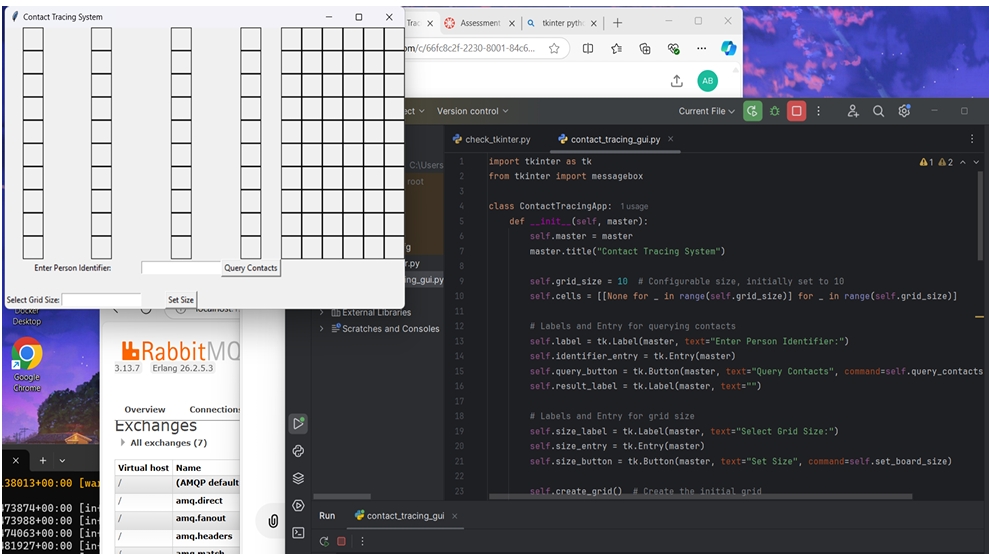 Contact Tracing System
Enter Person Identifier:
Query Contacts
Select Grid Size:
Set Size
Assessment
tkinter pytho
om/c/66fc8c2f-2230-8001-84c6...
AB
ect
Version control
Current File
check_tkinter.py
contact_tracing_gui.py
C:\Users
root
g
r.py
ng_gui.py
External Libraries
Scratches and Consoles
1 2
1 import tkinter as tk
2 from tkinter import messagebox
3
4 class ContactTracingApp: 1 usage
5 def __init__(self, master):
6 self.master = master
7 master.title("Contact Tracing System")
8
9 self.grid_size = 10 # Configurable size, initially set to 10
10 self.cells = [[None for _ in range(self.grid_size)] for _ in range(self.grid_size)]
11
12 # Labels and Entry for querying contacts
13 self.label = tk.Label(master, text="Enter Person Identifier:")
14 self.identifier_entry = tk.Entry(master)
15 self.query_button = tk.Button(master, text="Query Contacts", command=self.query_contacts
16 self.result_label = tk.Label(master, text="")
17
18 # Labels and Entry for grid size
19 self.size_label = tk.Label(master, text="Select Grid Size:")
20 self.size_entry = tk.Entry(master)
21 self.size_button = tk.Button(master, text="Set Size", command=self.set_board_size)
22
23 self.create_grid() # Create the initial grid
Run
contact_tracing_gui
Docker
Desktop
Google
Chrome
RabbitMQ
3.13.7 Erlang 26.2.5.3
Overview Connections
Exchanges
All exchanges (7)
Virtual host Name
/ (AMQP default
/ amq.direct
/ amq.fanout
/ amq.headers
/ amq.match
.38013+00:00 [wa
473874+00:00 [in
473988+00:00 [in
474063+00:00 [in
481927+00:00 [in